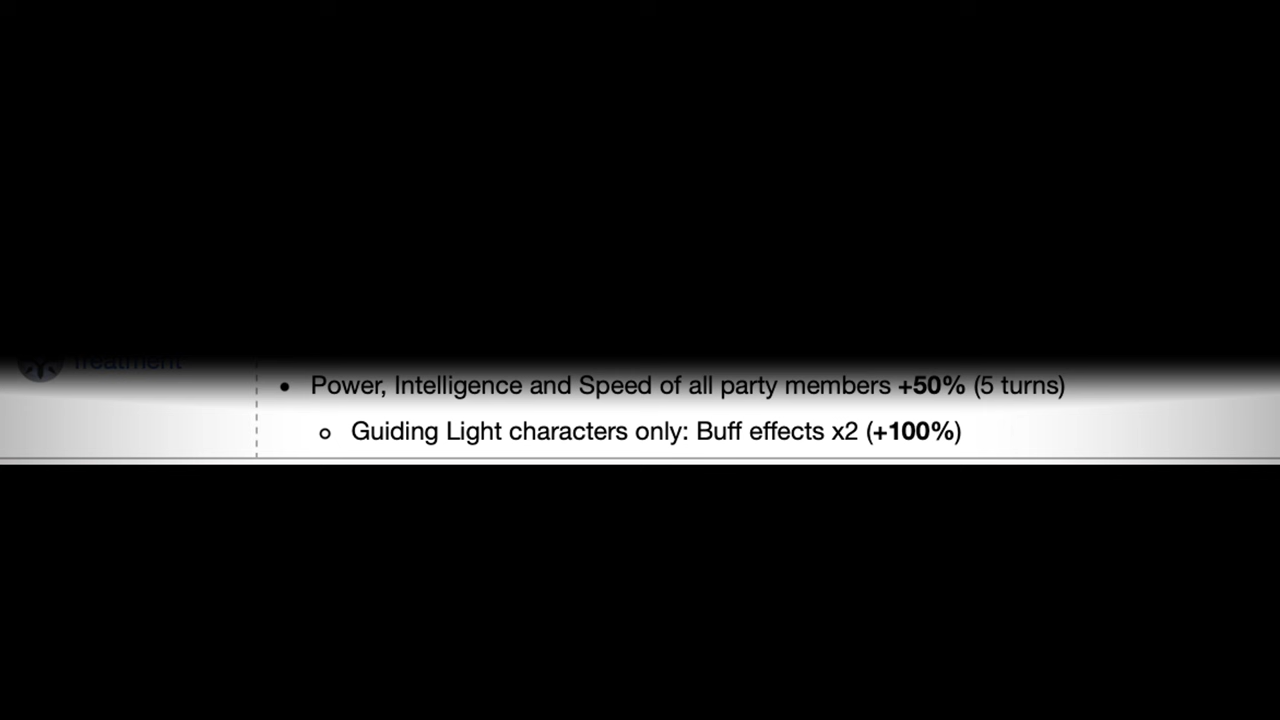 Treatment
• Power, Intelligence and Speed of all party members +50% (5 turns)
o Guiding Light characters only: Buff effects x2 (+100%)